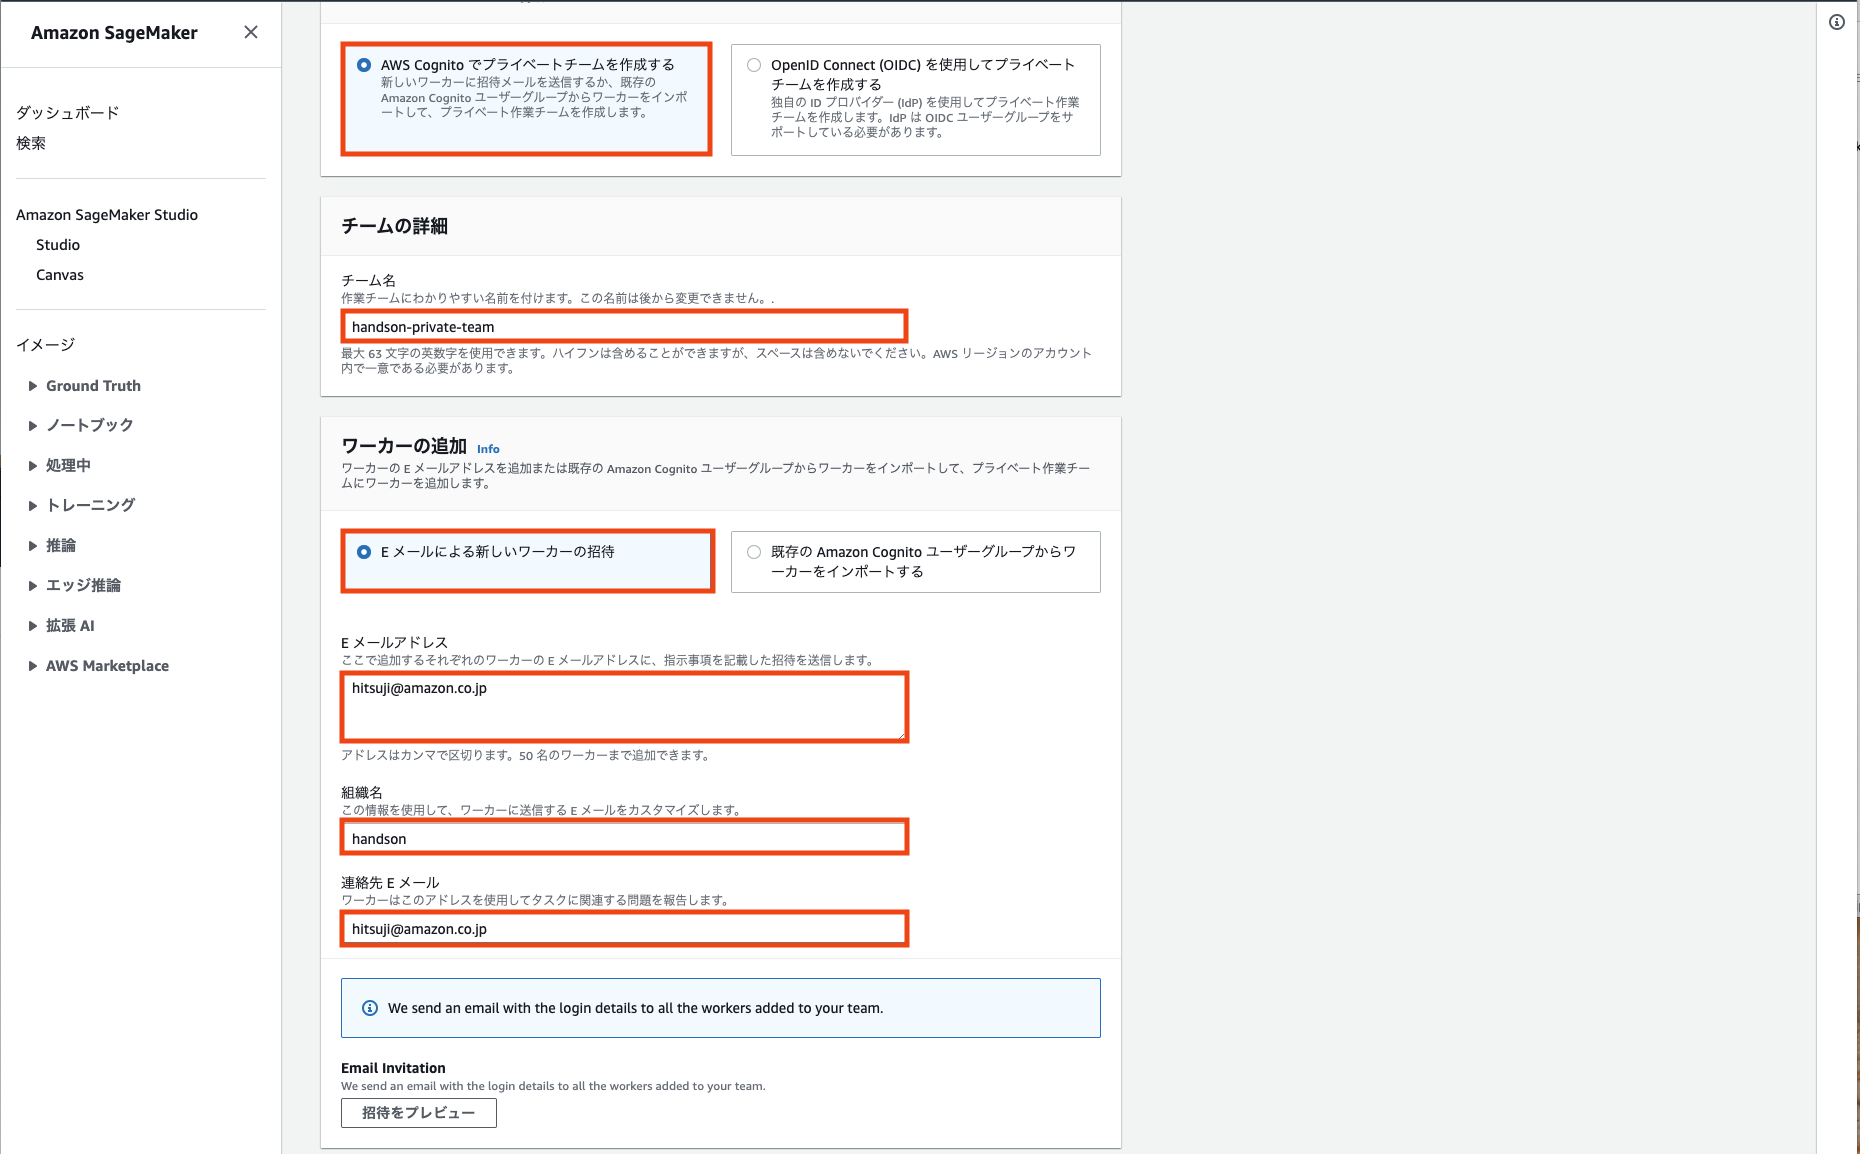 Amazon SageMaker
ダッシュボード
検索
Amazon SageMaker Studio
Studio
Canvas
イメージ
Ground Truth
ノートブック
処理中
トレーニング
推論
エッジ推論
拡張 AI
AWS Marketplace
AWS Cognito でプライベートチームを作成する
新しいワーカーに招待メールを送信するか、既存の
Amazon Cognito ユーザーグループからワーカーをインポ
ートして、プライベート作業チームを作成します。
OpenID Connect (OIDC) を使用してプライベート
チームを作成する
独自の ID プロバイダー (IdP) を使用してプライベート作業
チームを作成します。IdP は OIDC ユーザーグループをサ
ポートしている必要があります。
チームの詳細
チーム名
作業チームにわかりやすい名前を付けます。この名前は後から変更できません。.
handson-private-team
最大 63 文字の英数字を使用できます。ハイフンは含めることができますが、スペースは含めないでください。AWS リージョンのアカウント
内で一意である必要があります。
ワーカーの追加 Info
ワーカーの E メールアドレスを追加または既存の Amazon Cognito ユーザーグループからワーカーをインポートして、プライベート作業チー
ムにワーカーを追加します。
E メールによる新しいワーカーの招待
既存の Amazon Cognito ユーザーグループからワ
ーカーをインポートする
E メールアドレス
ここで追加するそれぞれのワーカーの E メールアドレスに、指示事項を記載した招待を送信します。
hitsuji@amazon.co.jp
アドレスはカンマで区切ります。50 名のワーカーまで追加できます。
組織名
この情報を使用して、ワーカーに送信する E メールをカスタマイズします。
handson
連絡先 E メール
ワーカーはこのアドレスを使用してタスクに関連する問題を報告します。
hitsuji@amazon.co.jp
We send an email with the login details to all the workers added to your team.
Email Invitation
We send an email with the login details to all the workers added to your team.
招待をプレビュー